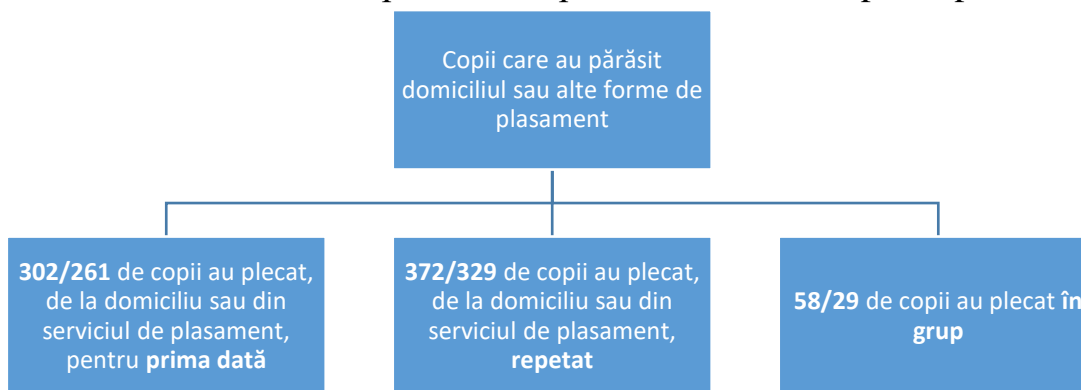 Copii care au părăsit
domiciliul sau alte forme de
plasament
302/261 de copii au plecat,
de la domiciliu sau din
serviciul de plasament,
pentru prima dată
372/329 de copii au plecat,
de la domiciliu sau din
serviciul de plasament,
repetat
58/29 de copii au plecat în
grup